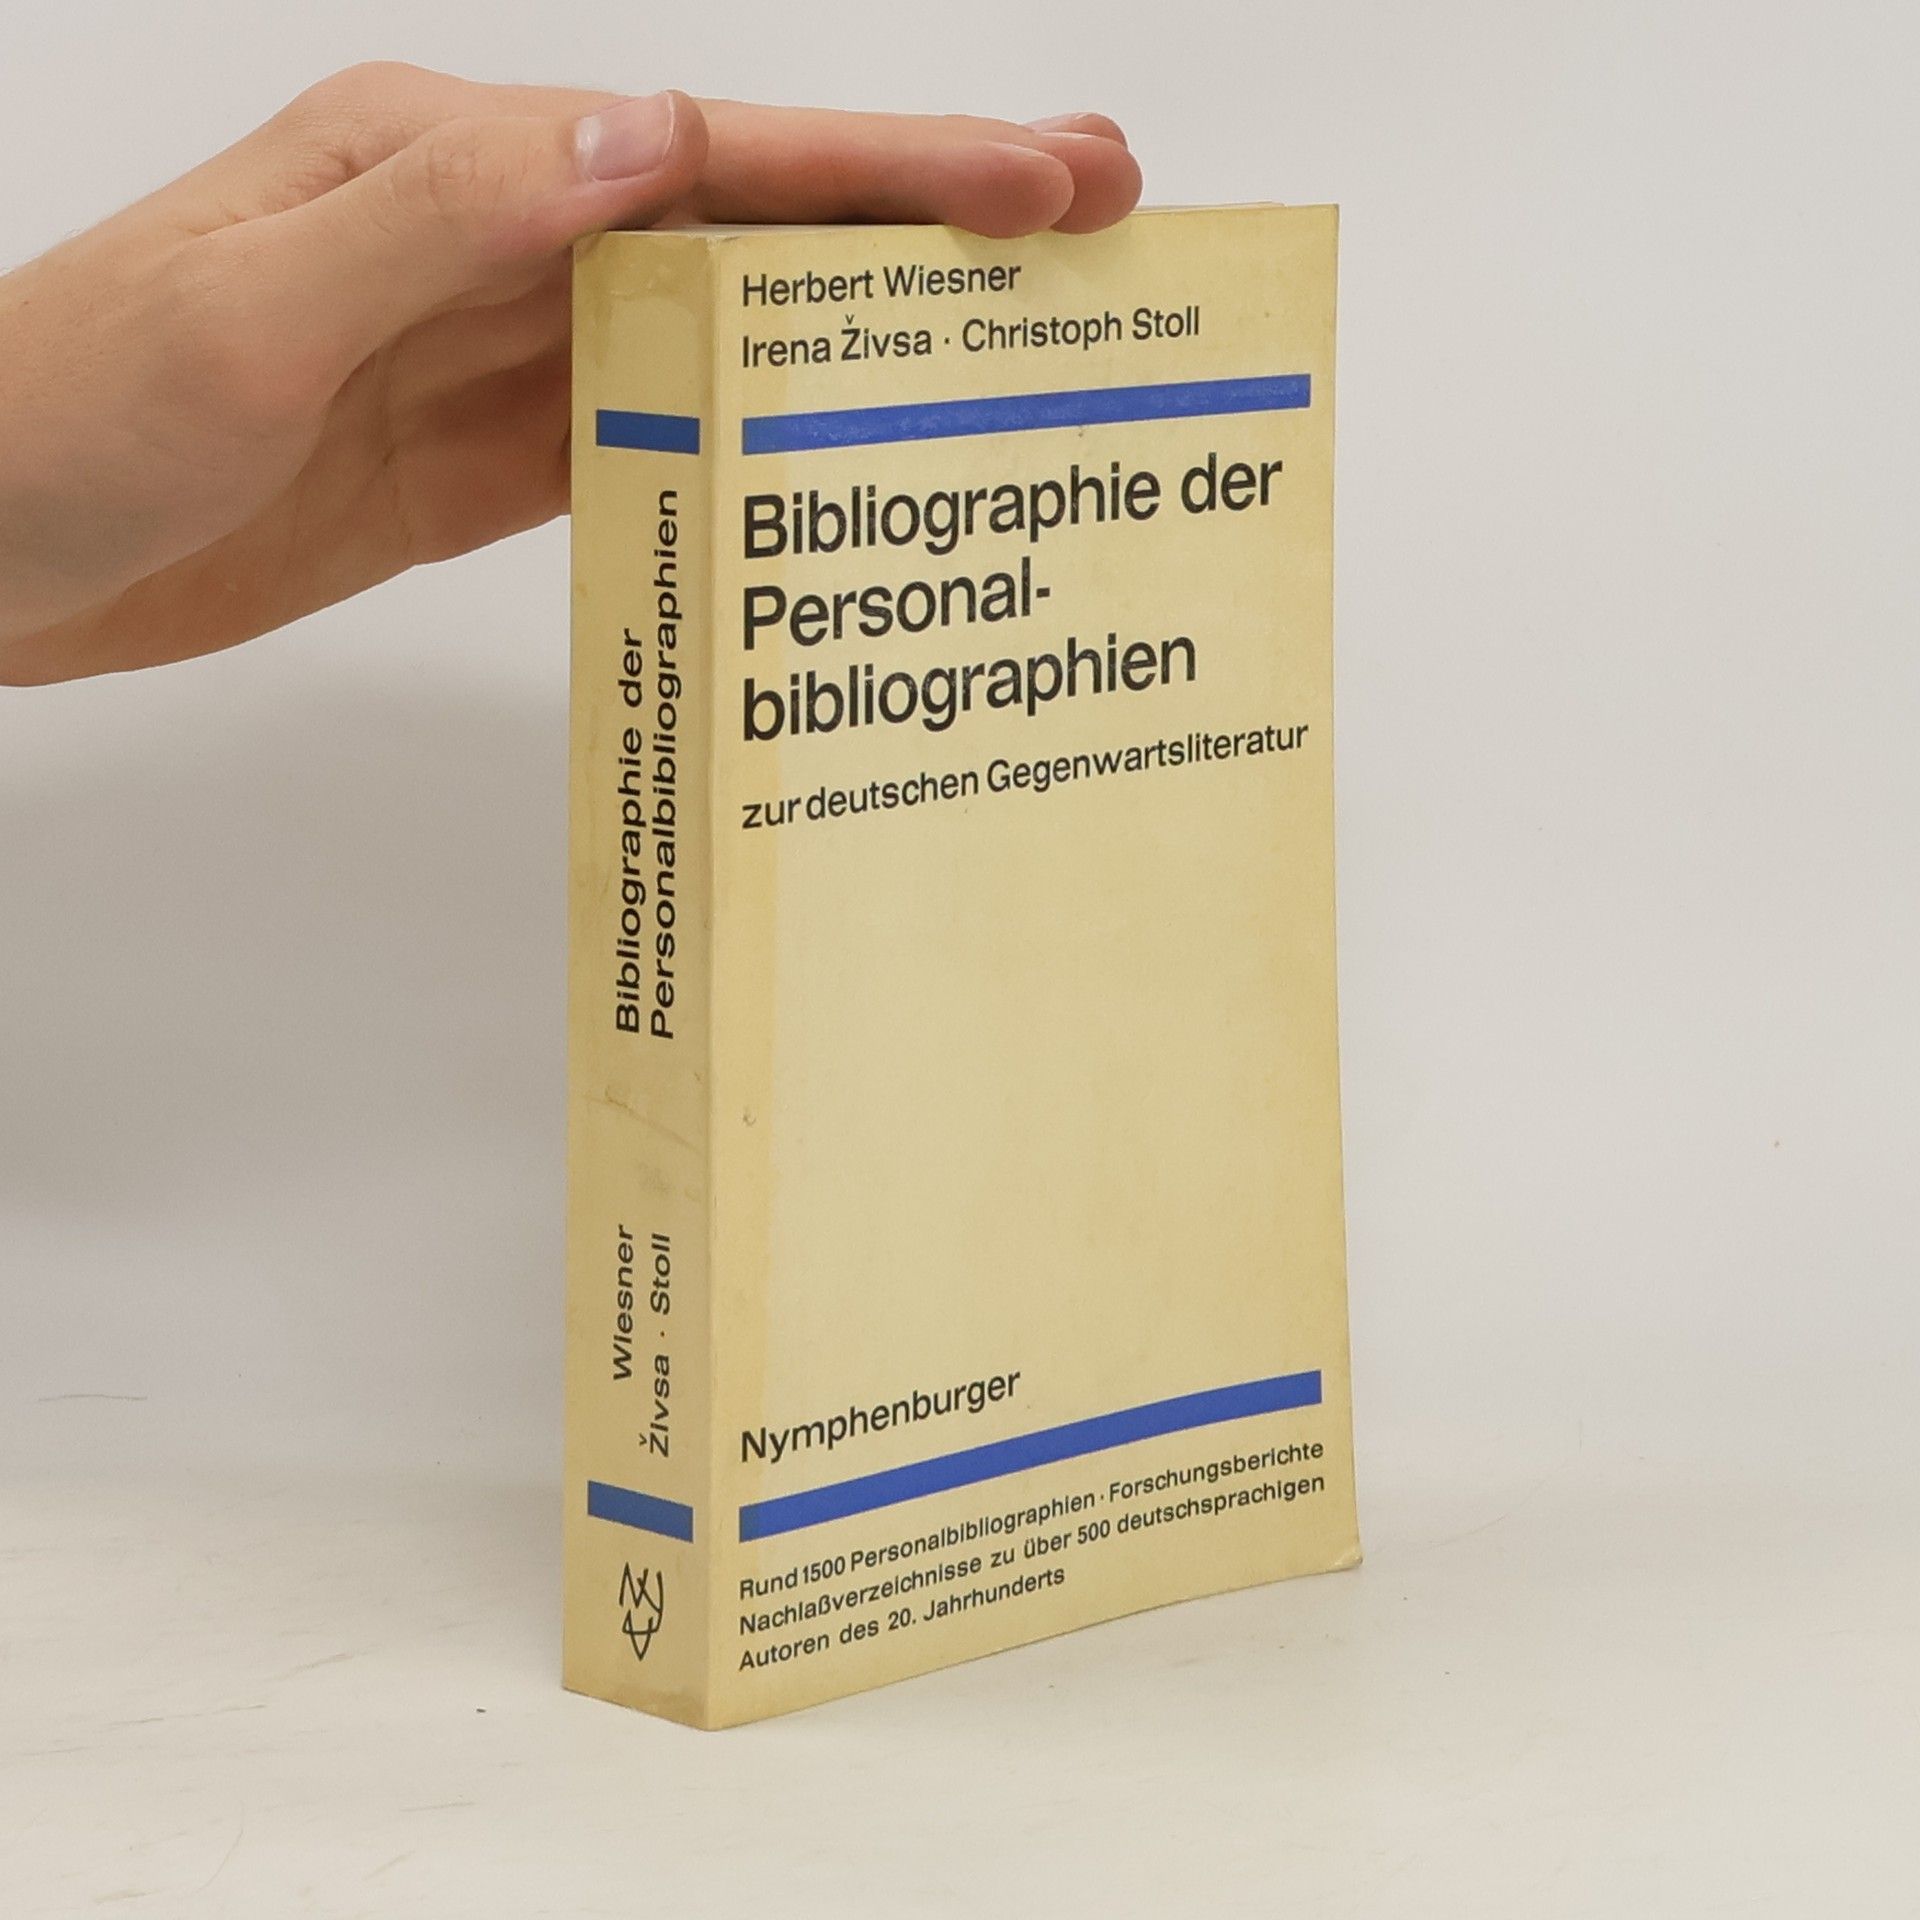 Herbert Wiesner
Irena Živsa · Christoph Stoll
Bibliographie der
Personal-
bibliographien
zur deutschen Gegenwartsliteratur
Nymphenburger
Rund 1500 Personalbibliographien · Forschungsberichte
Nachlaßverzeichnisse zu über 500 deutschsprachigen
Autoren des 20. Jahrhunderts
Bibliographie der
Personalbibliographien
Wiesner
Živsa · Stoll